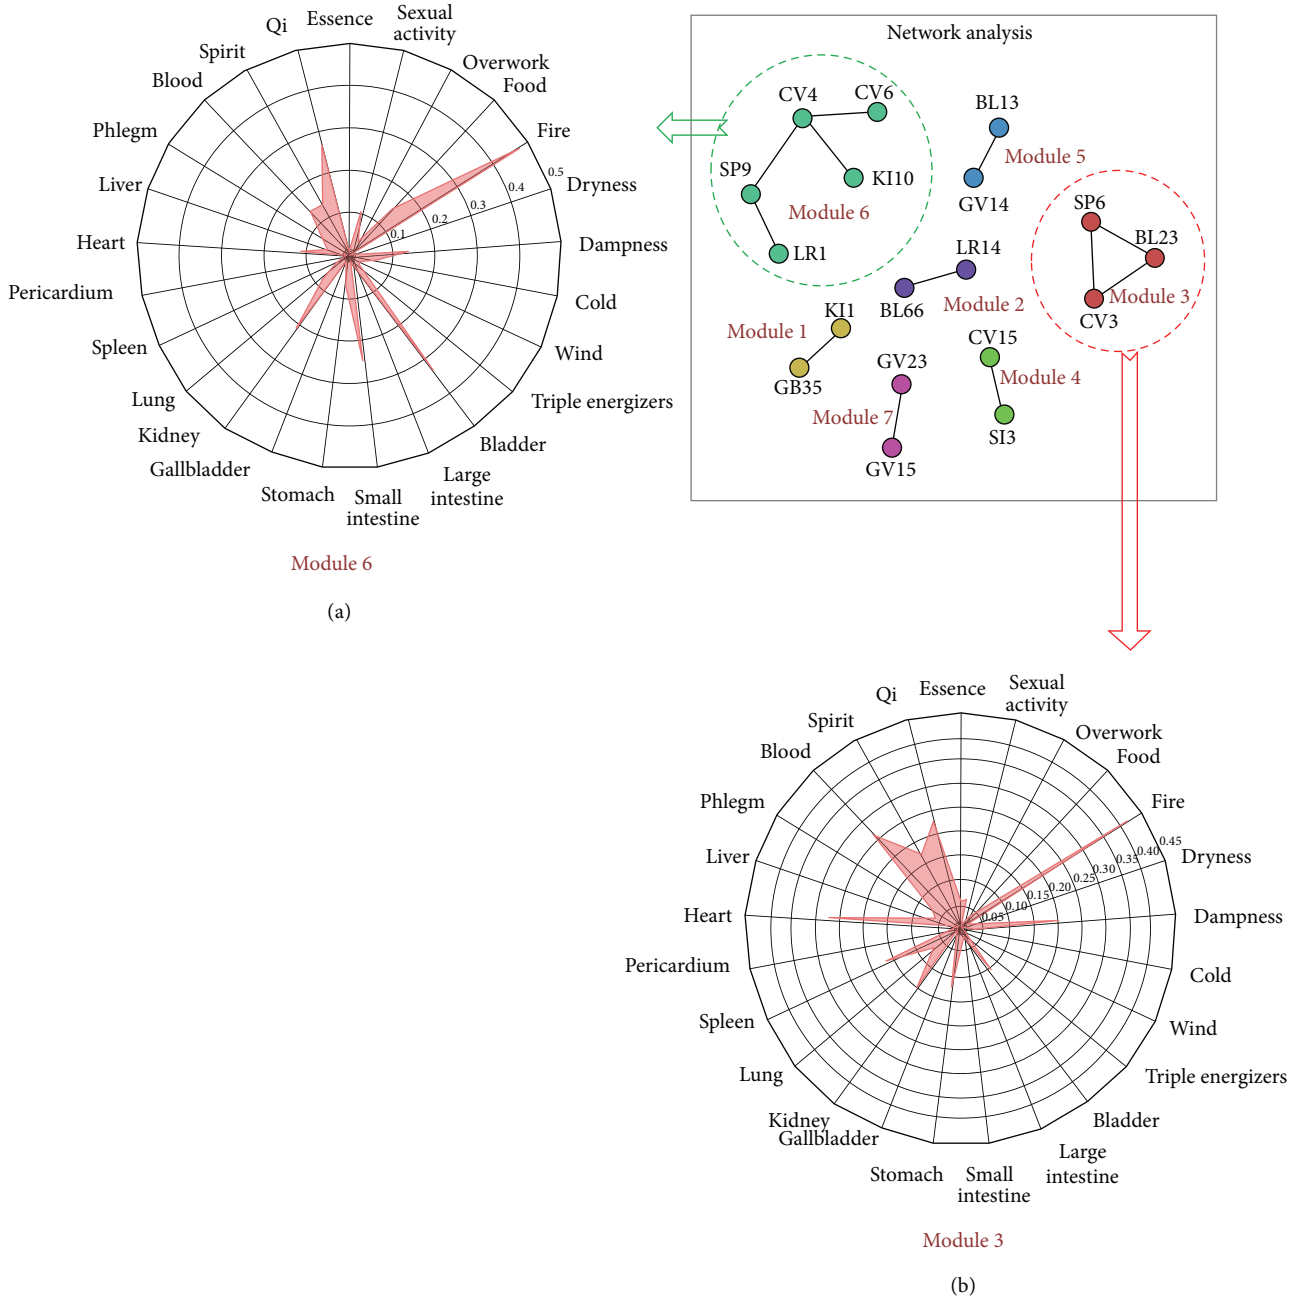 Essence
Sexual
activity
Overwork
Food
Fire
Dryness
Dampness
Cold
Wind
Triple energizers
Bladder
Large
intestine
Small
intestine
Stomach
Gallbladder
Kidney
Lung
Spleen
Pericardium
Heart
Liver
Phlegm
Blood
Spirit
Qi
0.1
0.2
0.3
0.4
0.5
Module 6
(a)
Network analysis
CV4
CV6
SP9
KI10
Module 6
LR1
BL13
Module 5
GV14
SP6
BL23
Module 3
CV3
LR14
BL66
Module 2
KI1
Module 1
GB35
CV15
Module 4
SI3
GV23
Module 7
GV15
Essence
Sexual
activity
Overwork
Food
Fire
Dryness
Dampness
Cold
Wind
Triple energizers
Bladder
Large
intestine
Small
intestine
Stomach
Gallbladder
Kidney
Lung
Spleen
Pericardium
Heart
Liver
Phlegm
Blood
Spirit
Qi
0.05
0.10
0.15
0.20
0.25
0.30
0.35
0.40
0.45
Module 3
(b)